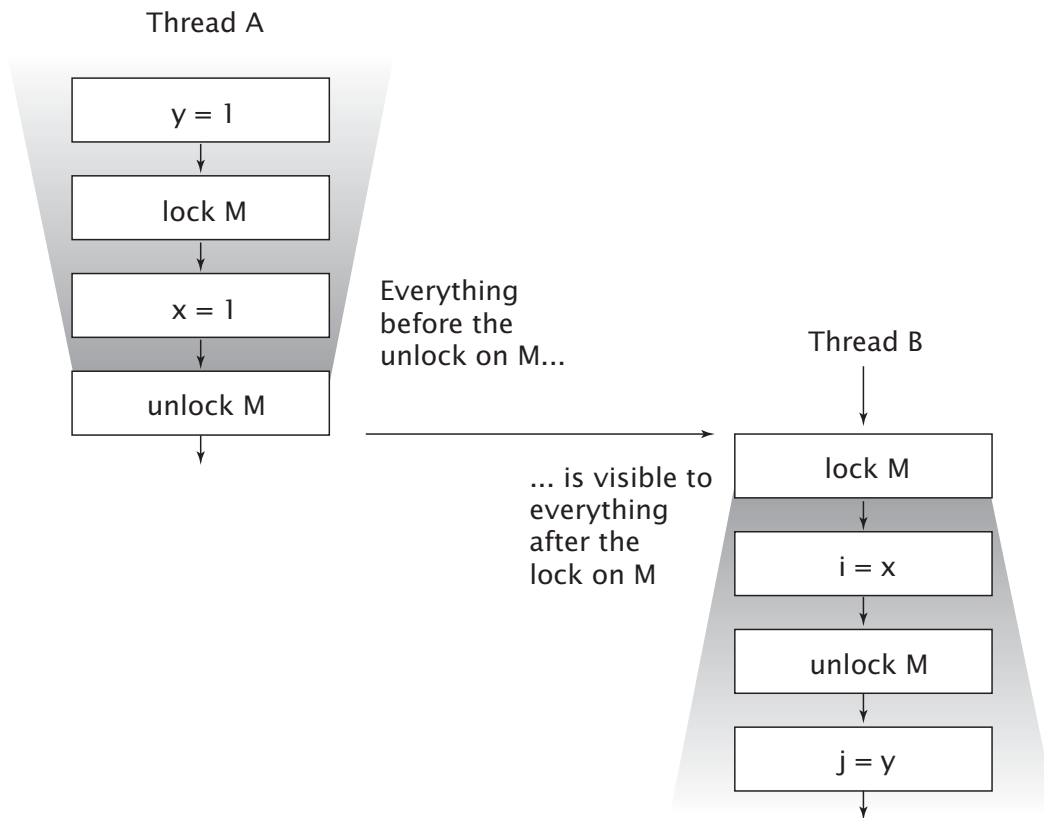 Thread A
y = 1
lock M
x = 1
unlock M
Everything
before the
unlock on M...
Thread B
lock M
... is visible to
everything
after the
lock on M
i = x
unlock M
j = y